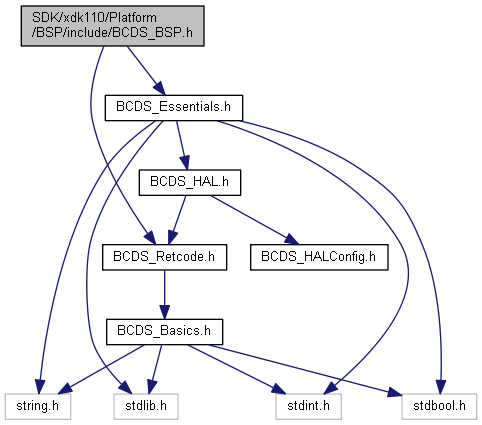 SDK/xdk110/Platform
/BSP/include/BCDS_BSP.h
BCDS_Essentials.h
BCDS_HAL.h
BCDS_Retcode.h
BCDS_HALConfig.h
BCDS_Basics.h
string.h
stdlib.h
stdint.h
stdbool.h